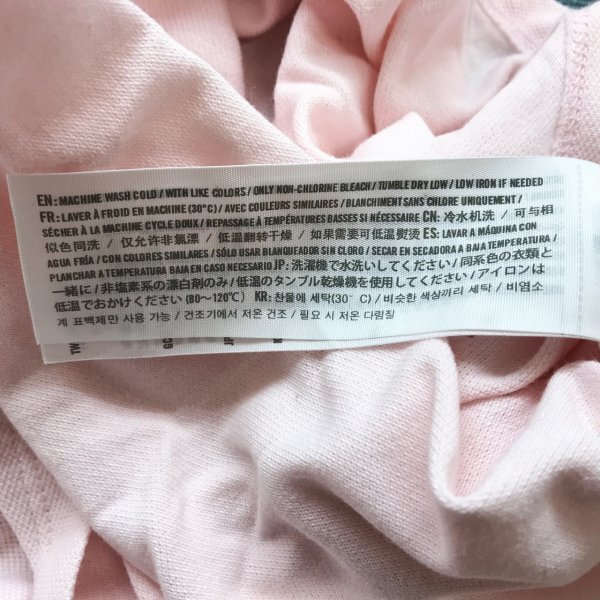 EN: MACHINE WASH COLD / WITH LIKE COLORS / ONLY NON-CHLORINE BLEACH / TUMBLE DRY LOW / LOW IRON IF NEEDED
FR: LAVER À FROID EN MACHINE (30°C) / AVEC COULEURS SIMILAIRES / BLANCHIMENT SANS CHLORE UNIQUEMENT /
SÉCHER À LA MACHINE CYCLE DOUX / REPASSAGE À TEMPÉRATURES BASSES SI NÉCESSAIRE CN: 冷水机洗 / 可与相
似色同洗 / 仅允许非氯漂 / 低温翻转干燥 / 如果需要可低温熨烫 ES: LAVAR A MÁQUINA CON
AGUA FRÍA / CON COLORES SIMILARES / SÓLO USAR BLANQUEADOR SIN CLORO / SECAR EN SECADORA A BAJA TEMPERATURA /
PLANCHAR A TEMPERATURA BAJA EN CASO NECESARIO JP: 洗濯機で水洗いしてください / 同系色の衣類と
一緒に / 非塩素系の漂白剤のみ / 低温のタンブル乾燥機を使用してください / アイロンは
低温でおかけください (80～120℃) KR: 찬물에 세탁(30°C) / 비슷한 색상끼리 세탁 / 비염소
계 표백제만 사용 가능 / 건조기에서 저온 건조 / 필요 시 저온 다림질